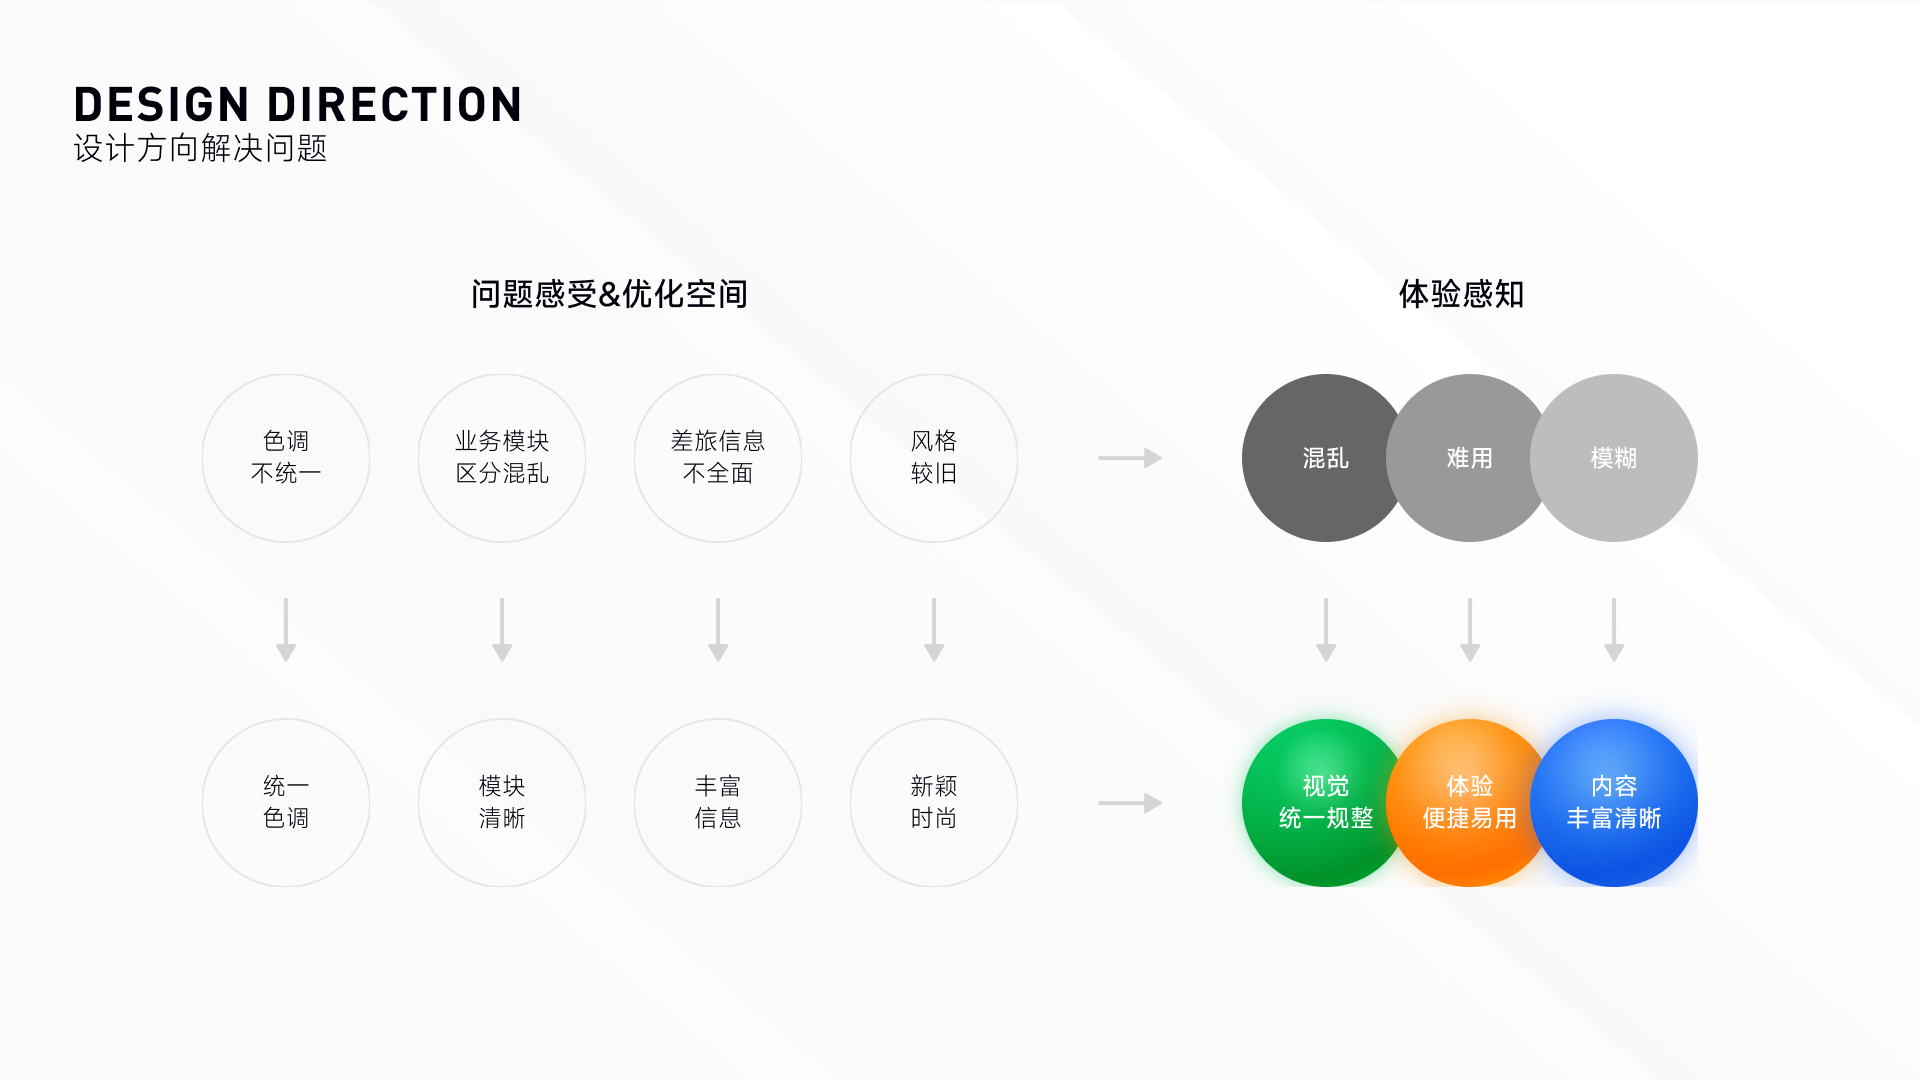 DESIGN DIRECTION
设计方向解决问题
问题感受&优化空间
体验感知
色调
不统一
业务模块
区分混乱
差旅信息
不全面
风格
较旧
混乱
难用
模糊
统一
色调
模块
清晰
丰富
信息
新颖
时尚
视觉
统一规整
体验
便捷易用
内容
丰富清晰